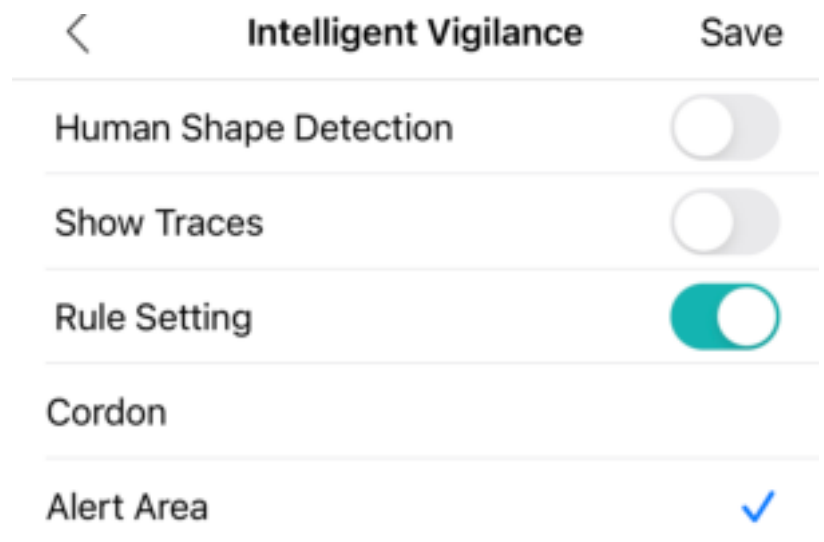 Intelligent Vigilance Save
Human Shape Detection
Show Traces
Rule Setting
Cordon
Alert Area